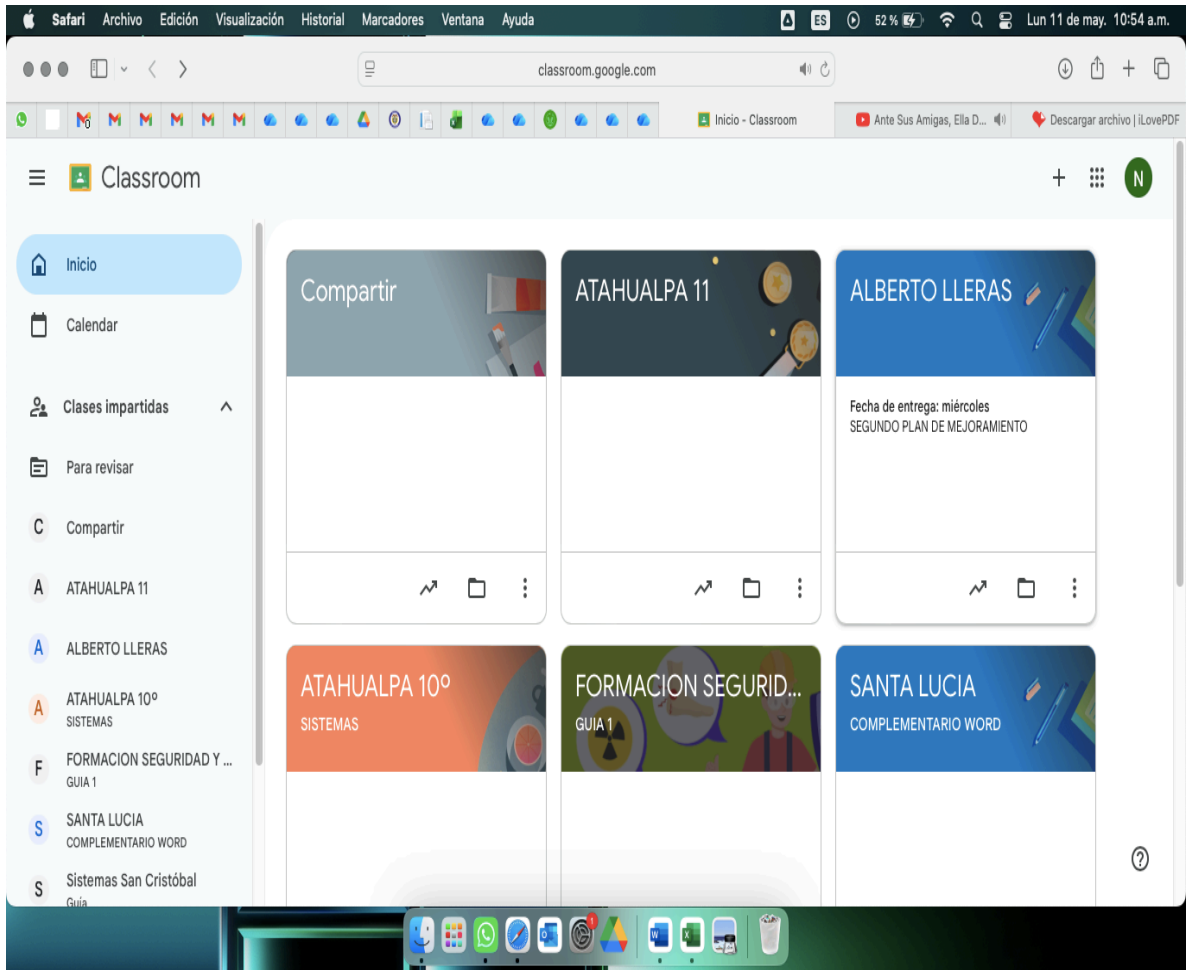 Safari Archivo Edición Visualización Historial Marcadores Ventana Ayuda ES 52 % Lun 11 de may. 10:54 a.m.
classroom.google.com
Inicio - Classroom Ante Sus Amigas, Ella D... Descargar archivo | iLovePDF
Classroom N
Inicio
Calendar
Clases impartidas
Para revisar
C Compartir
A ATAHUALPA 11
A ALBERTO LLERAS
A ATAHUALPA 10º
SISTEMAS
F FORMACION SEGURIDAD Y ...
GUIA 1
S SANTA LUCIA
COMPLEMENTARIO WORD
S Sistemas San Cristóbal
Guia
Compartir
ATAHUALPA 11
ALBERTO LLERAS
Fecha de entrega: miércoles
SEGUNDO PLAN DE MEJORAMIENTO
ATAHUALPA 10º
SISTEMAS
FORMACION SEGURID...
GUIA 1
SANTA LUCIA
COMPLEMENTARIO WORD